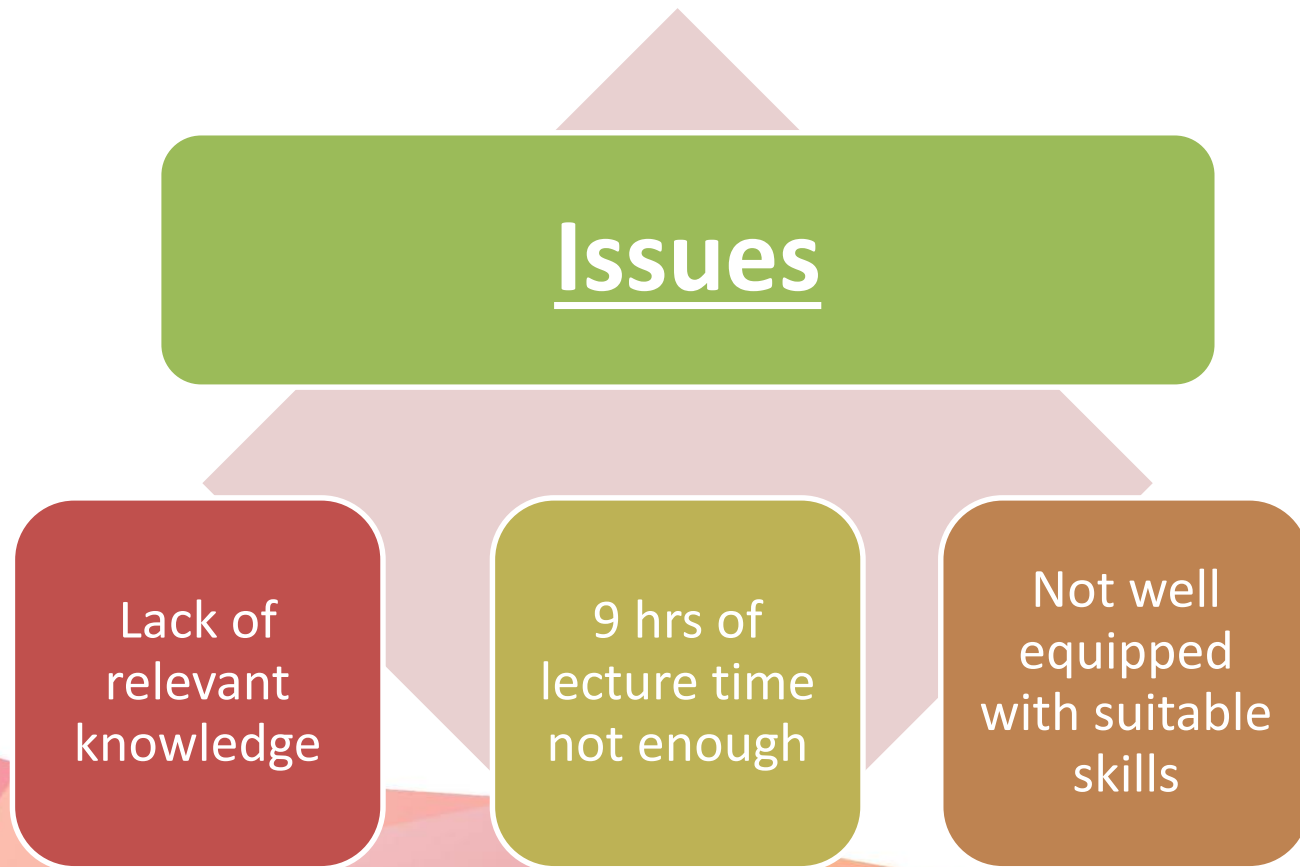 Issues
Lack of
relevant
knowledge
9 hrs of
lecture time
not enough
Not well
equipped
with suitable
skills